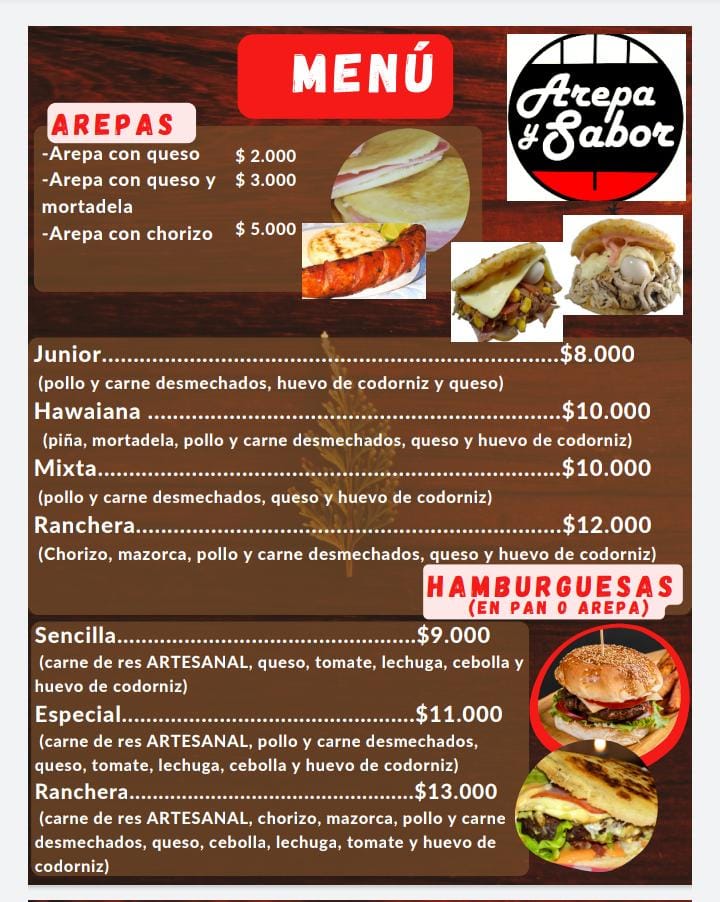 MENÚ
Arepa
y Sabor
AREPAS
-Arepa con queso $ 2.000
-Arepa con queso y $ 3.000
mortadela
-Arepa con chorizo $ 5.000
Junior..........................................................................$8.000
(pollo y carne desmechados, huevo de codorniz y queso)
Hawaiana ..................................................................$10.000
(piña, mortadela, pollo y carne desmechados, queso y huevo de codorniz)
Mixta..........................................................................$10.000
(pollo y carne desmechados, queso y huevo de codorniz)
Ranchera....................................................................$12.000
(Chorizo, mazorca, pollo y carne desmechados, queso y huevo de codorniz)
HAMBURGUESAS
(EN PAN O AREPA)
Sencilla................................................$9.000
(carne de res ARTESANAL, queso, tomate, lechuga, cebolla y
huevo de codorniz)
Especial...............................................$11.000
(carne de res ARTESANAL, pollo y carne desmechados,
queso, tomate, lechuga, cebolla y huevo de codorniz)
Ranchera.............................................$13.000
(carne de res ARTESANAL, chorizo, mazorca, pollo y carne
desmechados, queso, cebolla, lechuga, tomate y huevo de
codorniz)